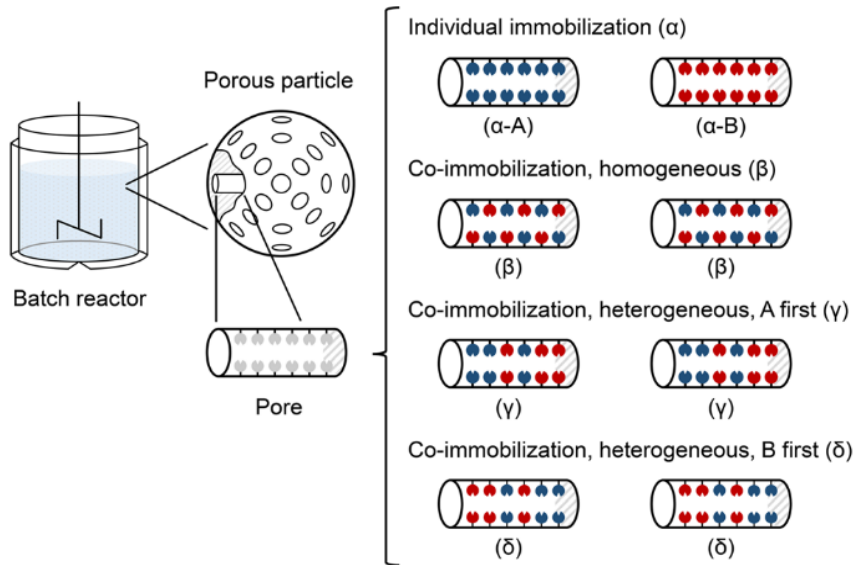 Individual immobilization (α)
Porous particle
(α-A) (α-B)
Co-immobilization, homogeneous (β)
(β) (β)
Batch reactor
Co-immobilization, heterogeneous, A first (γ)
Pore
(γ) (γ)
Co-immobilization, heterogeneous, B first (δ)
(δ) (δ)